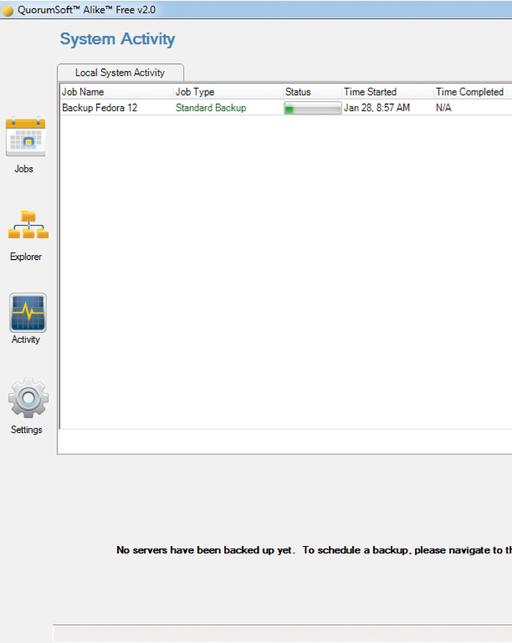 QuorumSoft™ Alike™ Free v2.0
System Activity
Local System Activity
Job Name Job Type Status Time Started Time Completed
Backup Fedora 12 Standard Backup Jan 28, 8:57 AM N/A
Jobs
Explorer
Activity
Settings
No servers have been backed up yet. To schedule a backup, please navigate to